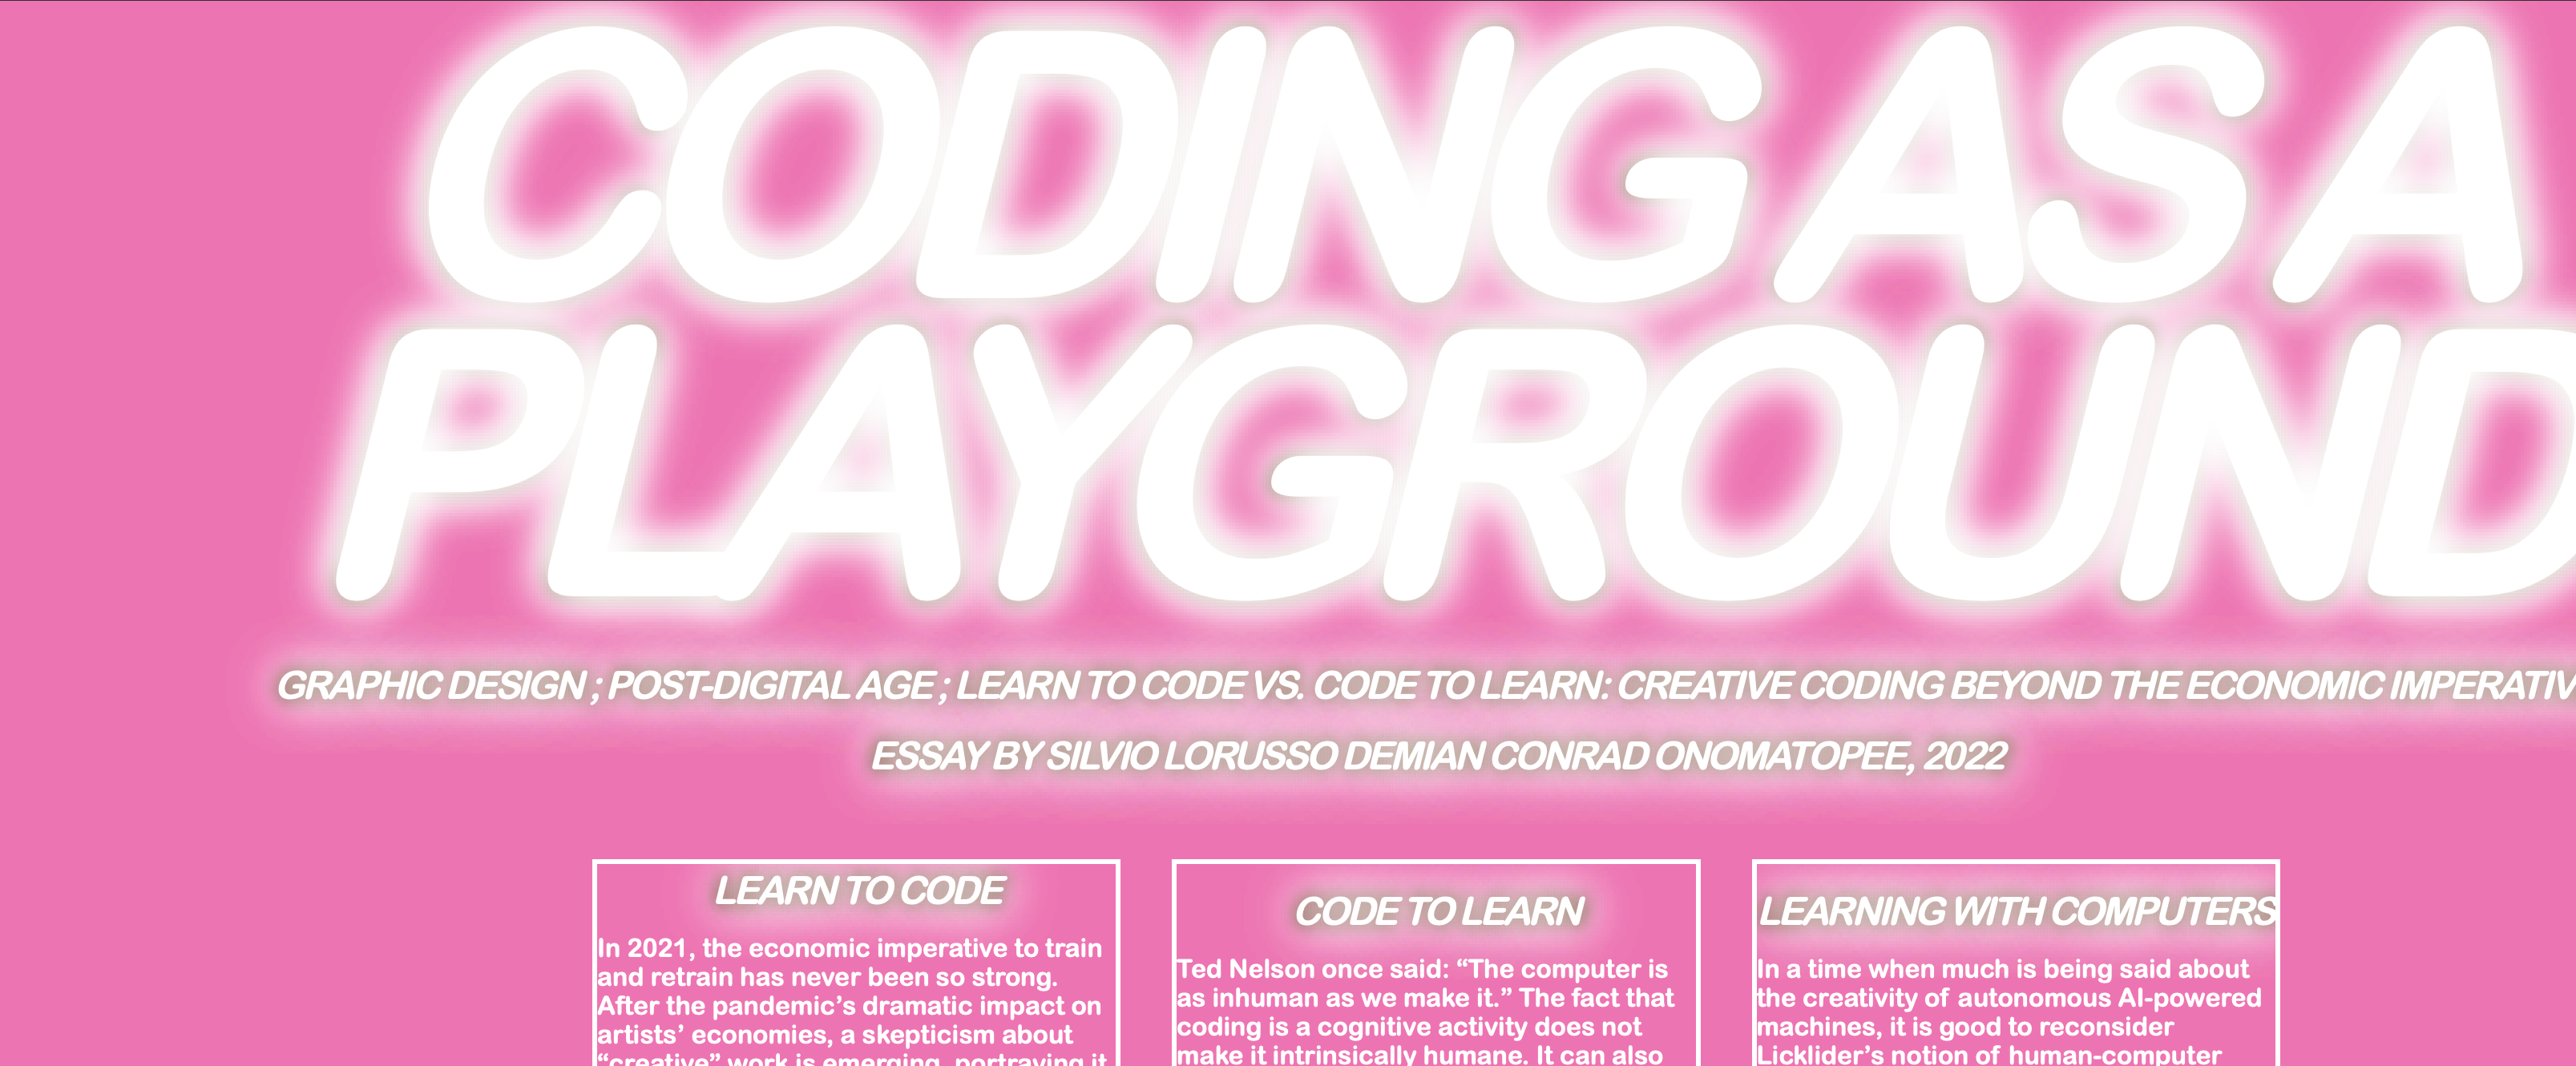 CODING AS A
PLAYGROUND
GRAPHIC DESIGN ; POST-DIGITAL AGE ; LEARN TO CODE VS. CODE TO LEARN: CREATIVE CODING BEYOND THE ECONOMIC IMPERATIV
ESSAY BY SILVIO LORUSSO DEMIAN CONRAD ONOMATOPEE, 2022
LEARN TO CODE
In 2021, the economic imperative to train
and retrain has never been so strong.
After the pandemic’s dramatic impact on
artists’ economies, a skepticism about
“creative” work is emerging, portraying it
CODE TO LEARN
Ted Nelson once said: “The computer is
as inhuman as we make it.” The fact that
coding is a cognitive activity does not
make it intrinsically humane. It can also
LEARNING WITH COMPUTERS
In a time when much is being said about
the creativity of autonomous AI-powered
machines, it is good to reconsider
Licklider’s notion of human-computer